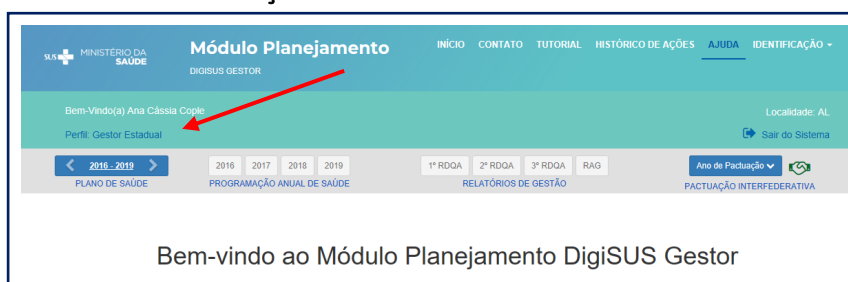 SUS MINISTÉRIO DA SAÚDE
Módulo Planejamento
DIGISUS GESTOR
INÍCIO CONTATO TUTORIAL HISTÓRICO DE AÇÕES AJUDA IDENTIFICAÇÃO
Bem-Vindo(a) Ana Cássia Cople
Localidade: AL
Perfil: Gestor Estadual
Sair do Sistema
2016 - 2019
PLANO DE SAÚDE
2016 2017 2018 2019
PROGRAMAÇÃO ANUAL DE SAÚDE
1º RDQA 2º RDQA 3º RDQA RAG
RELATÓRIOS DE GESTÃO
Ano de Pactuação
PACTUAÇÃO INTERFEDERATIVA
Bem-vindo ao Módulo Planejamento DigiSUS Gestor